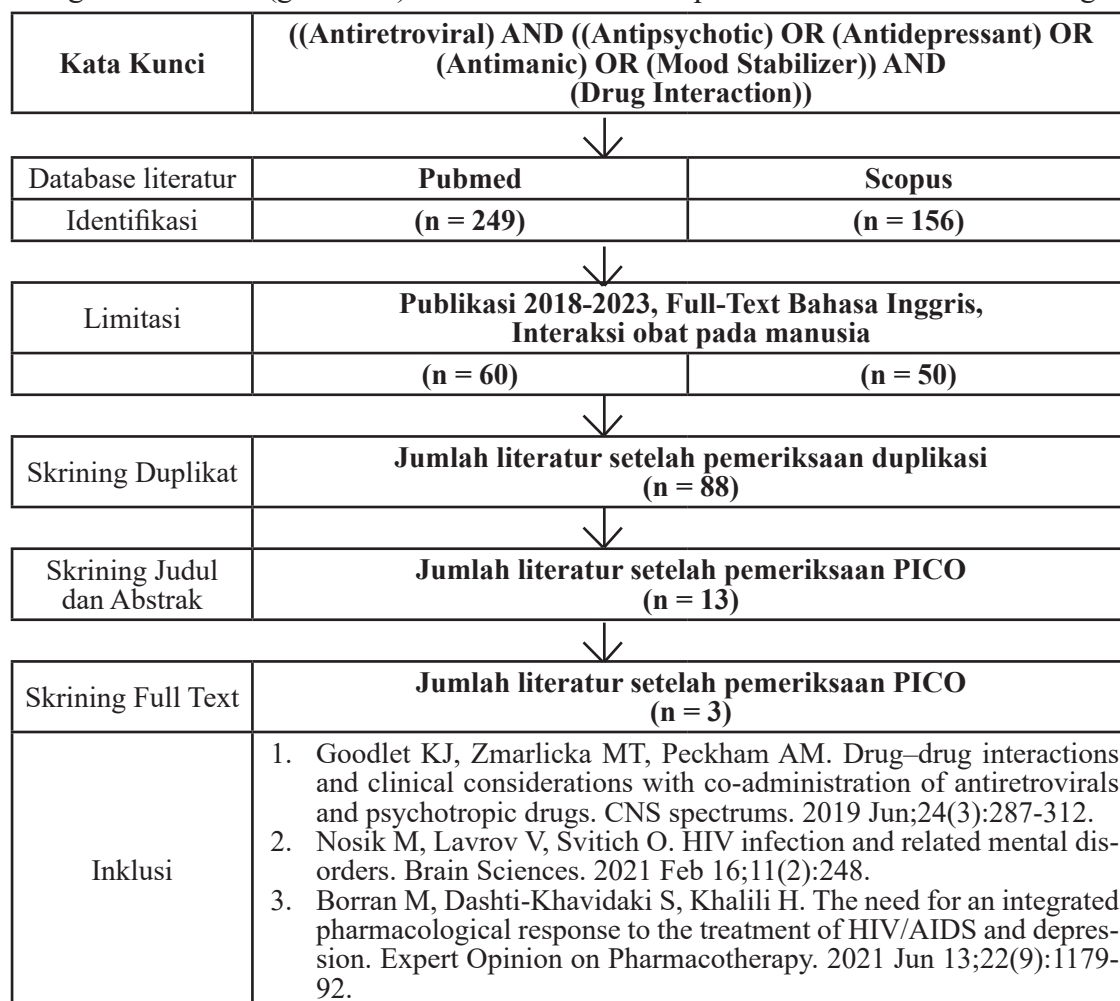 Kata Kunci
((Antiretroviral) AND ((Antipsychotic) OR (Antidepressant) OR
(Antimanic) OR (Mood Stabilizer)) AND
(Drug Interaction))
Database literatur
Pubmed
Scopus
Identifikasi
(n = 249)
(n = 156)
Limitasi
Publikasi 2018-2023, Full-Text Bahasa Inggris,
Interaksi obat pada manusia
(n = 60)
(n = 50)
Skrining Duplikat
Jumlah literatur setelah pemeriksaan duplikasi
(n = 88)
Skrining Judul
dan Abstrak
Jumlah literatur setelah pemeriksaan PICO
(n = 13)
Skrining Full Text
Jumlah literatur setelah pemeriksaan PICO
(n = 3)
Inklusi
1. Goodlet KJ, Zmarlicka MT, Peckham AM. Drug–drug interactions
and clinical considerations with co-administration of antiretrovirals
and psychotropic drugs. CNS spectrums. 2019 Jun;24(3):287-312.
2. Nosik M, Lavrov V, Svitich O. HIV infection and related mental dis-
orders. Brain Sciences. 2021 Feb 16;11(2):248.
3. Borran M, Dashti-Khavidaki S, Khalili H. The need for an integrated
pharmacological response to the treatment of HIV/AIDS and depres-
sion. Expert Opinion on Pharmacotherapy. 2021 Jun 13;22(9):1179-
92.